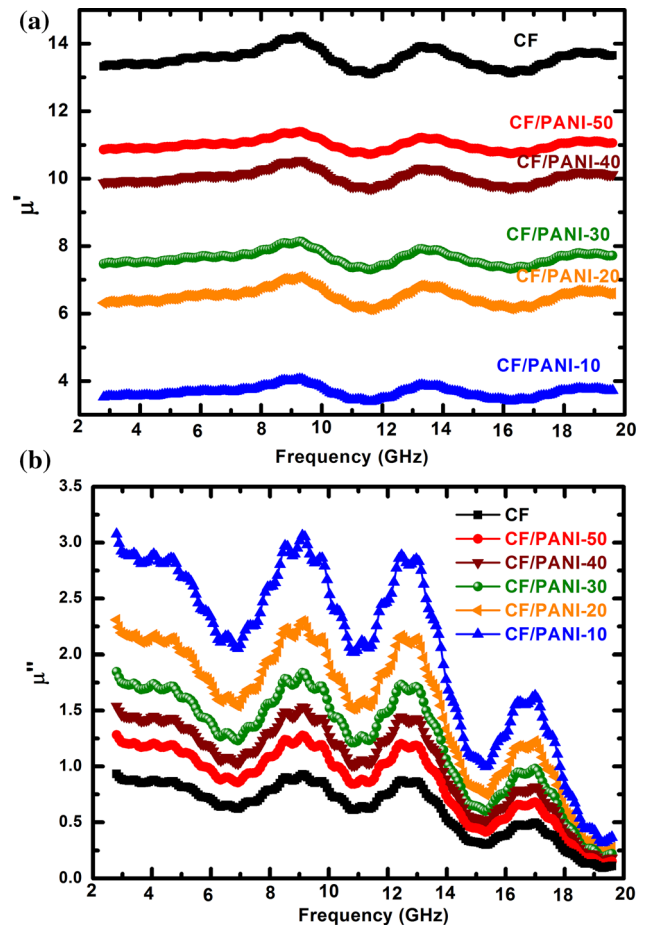 (a)
14
12
10
8
6
4
μ'
CF
CF/PANI-50
CF/PANI-40
CF/PANI-30
CF/PANI-20
CF/PANI-10
2 4 6 8 10 12 14 16 18 20
Frequency (GHz)
(b)
3.5
3.0
2.5
2.0
1.5
1.0
0.5
0.0
μ''
CF
CF/PANI-50
CF/PANI-40
CF/PANI-30
CF/PANI-20
CF/PANI-10
2 4 6 8 10 12 14 16 18 20
Frequency (GHz)